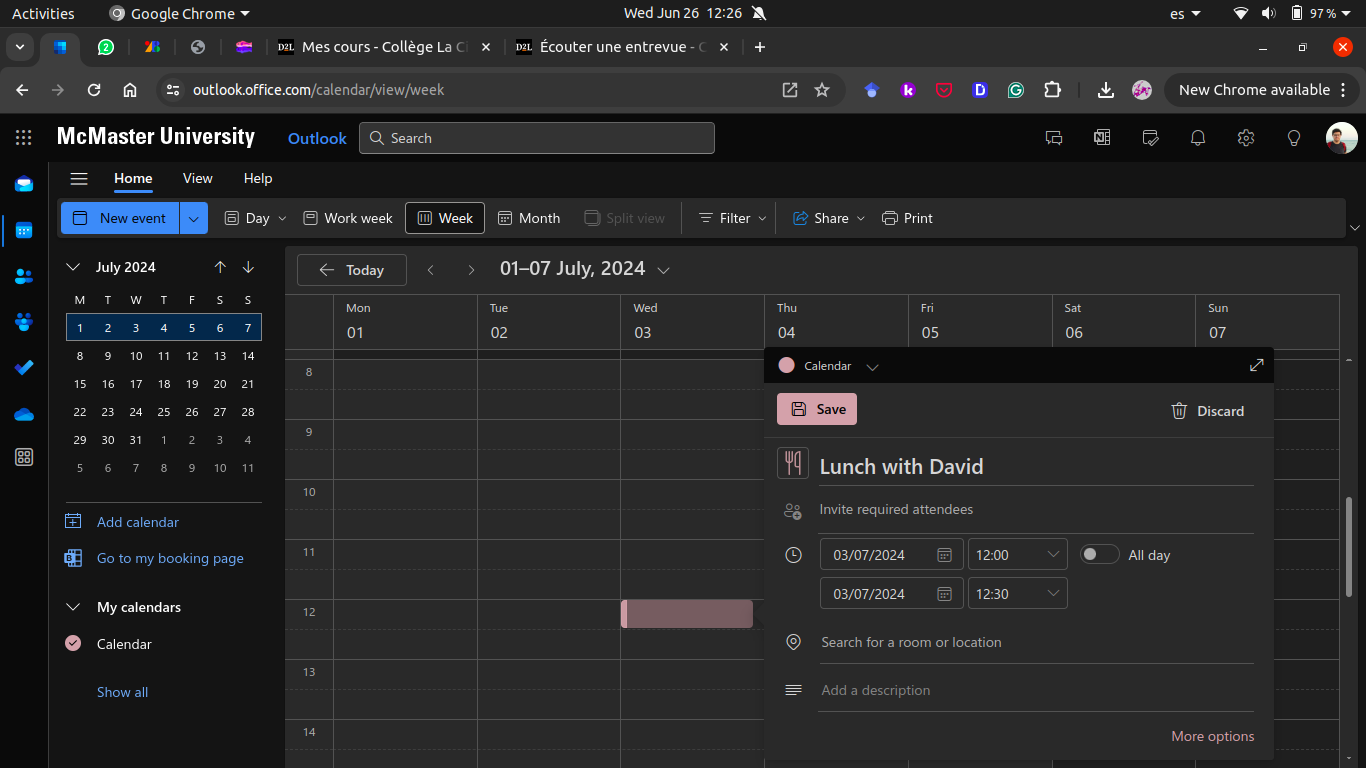 Activities Google Chrome Wed Jun 26 12:26 es 97 %
D2L Mes cours - Collège La C D2L Écouter une entrevue - C
outlook.office.com/calendar/view/week New Chrome available
McMaster University Outlook Search
Home View Help
New event Day Work week Week Month Split view Filter Share Print
July 2024
M T W T F S S
1 2 3 4 5 6 7
8 9 10 11 12 13 14
15 16 17 18 19 20 21
22 23 24 25 26 27 28
29 30 31 1 2 3 4
5 6 7 8 9 10 11
Add calendar
Go to my booking page
My calendars
Calendar
Show all
Today 01–07 July, 2024
Mon Tue Wed Thu Fri Sat Sun
01 02 03 04 05 06 07
8
9
10
11
12
13
14
Calendar
Save Discard
Lunch with David
Invite required attendees
03/07/2024 12:00 All day
03/07/2024 12:30
Search for a room or location
Add a description
More options